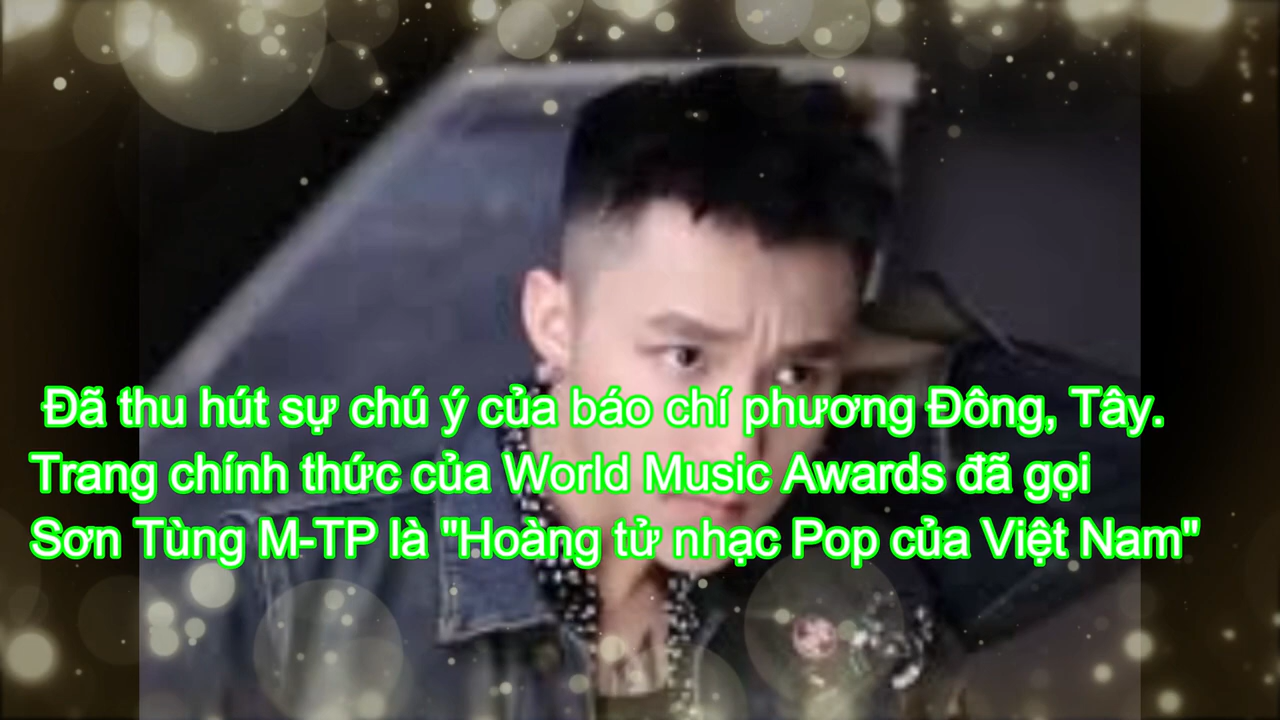 Đã thu hút sự chú ý của báo chí phương Đông, Tây.
Trang chính thức của World Music Awards đã gọi
Sơn Tùng M-TP là "Hoàng tử nhạc Pop của Việt Nam"